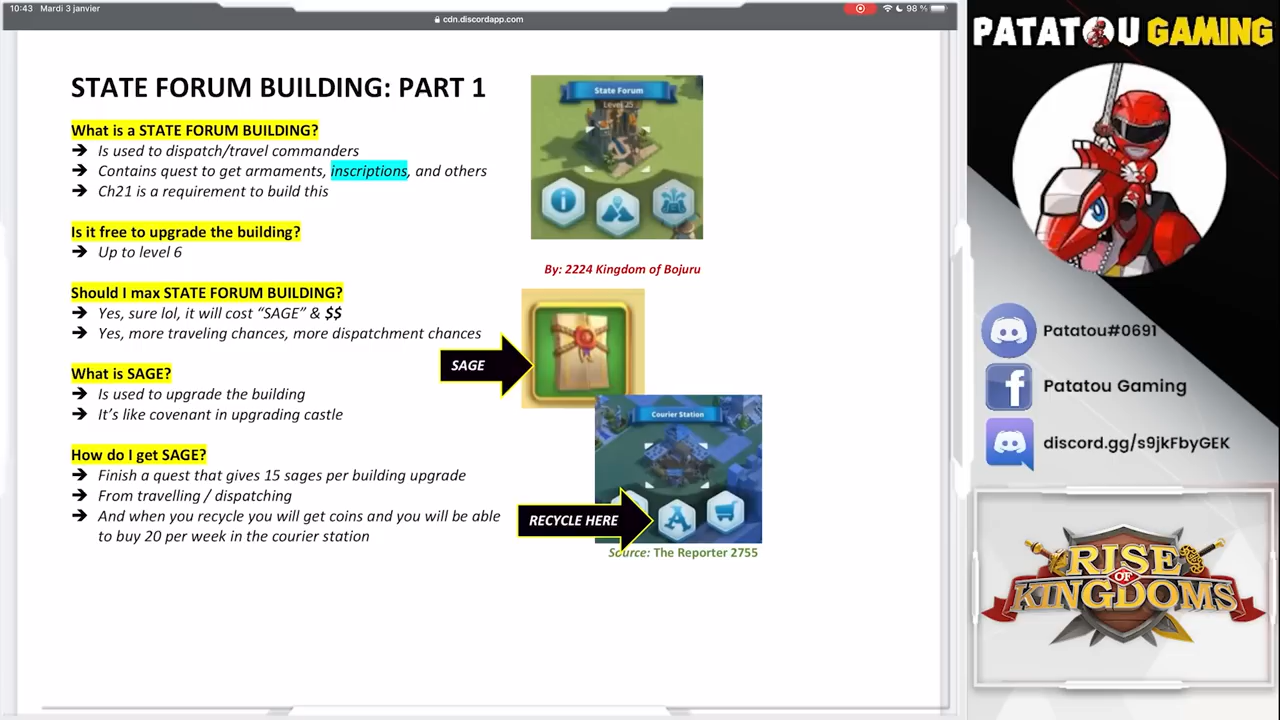 10:43 Mardi 3 janvier
98 %
cdn.discordapp.com
STATE FORUM BUILDING: PART 1
What is a STATE FORUM BUILDING?
➔ Is used to dispatch/travel commanders
➔ Contains quest to get armaments, inscriptions, and others
➔ Ch21 is a requirement to build this
Is it free to upgrade the building?
➔ Up to level 6
Should I max STATE FORUM BUILDING?
➔ Yes, sure lol, it will cost “SAGE” & $$
➔ Yes, more traveling chances, more dispatchment chances
What is SAGE?
➔ Is used to upgrade the building
➔ It’s like covenant in upgrading castle
How do I get SAGE?
➔ Finish a quest that gives 15 sages per building upgrade
➔ From travelling / dispatching
➔ And when you recycle you will get coins and you will be able
to buy 20 per week in the courier station
State Forum
Level 25
By: 2224 Kingdom of Bojuru
SAGE
Courier Station
RECYCLE HERE
Source: The Reporter 2755
PATATOU GAMING
Patatou#0691
Patatou Gaming
discord.gg/s9jkFbyGEK
RISE
OF
KINGDOMS